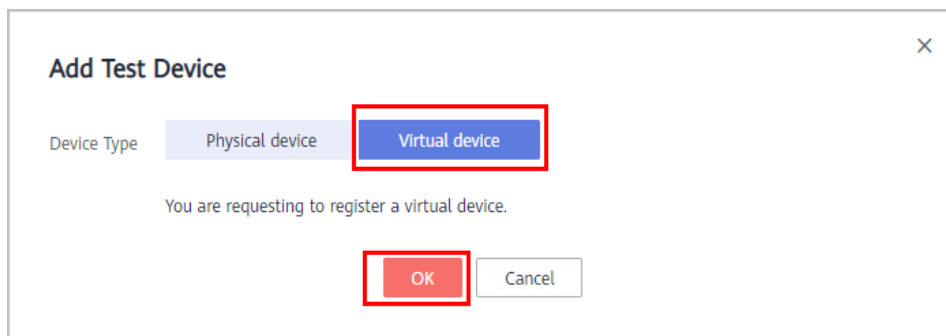 Add Test Device
Device Type Physical device Virtual device
You are requesting to register a virtual device.
OK Cancel